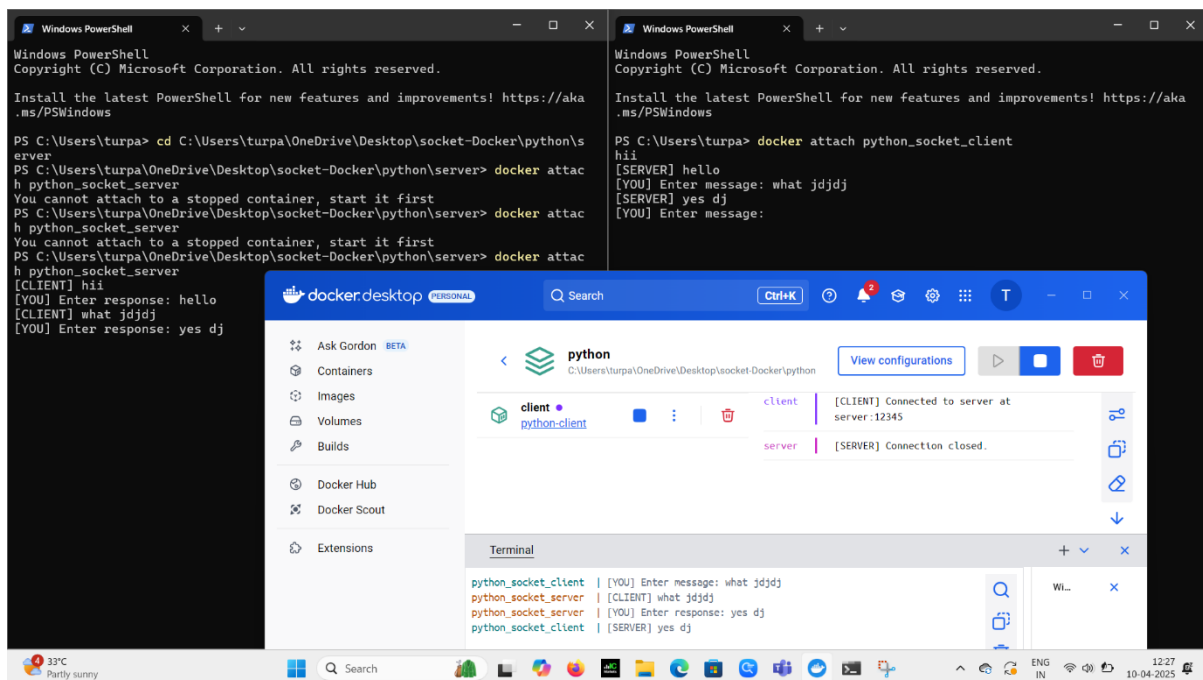 Windows PowerShell
Windows PowerShell
Copyright (C) Microsoft Corporation. All rights reserved.
Install the latest PowerShell for new features and improvements! https://aka
.ms/PSWindows
PS C:\Users\turpa> cd C:\Users\turpa\OneDrive\Desktop\socket-Docker\python\s
erver
PS C:\Users\turpa\OneDrive\Desktop\socket-Docker\python\server> docker attac
h python_socket_server
You cannot attach to a stopped container, start it first
PS C:\Users\turpa\OneDrive\Desktop\socket-Docker\python\server> docker attac
h python_socket_server
You cannot attach to a stopped container, start it first
PS C:\Users\turpa\OneDrive\Desktop\socket-Docker\python\server> docker attac
h python_socket_server
[CLIENT] hii
[YOU] Enter response: hello
[CLIENT] what jdjdj
[YOU] Enter response: yes dj
Windows PowerShell
Windows PowerShell
Copyright (C) Microsoft Corporation. All rights reserved.
Install the latest PowerShell for new features and improvements! https://aka
.ms/PSWindows
PS C:\Users\turpa> docker attach python_socket_client
hii
[SERVER] hello
[YOU] Enter message: what jdjdj
[SERVER] yes dj
[YOU] Enter message:
docker desktop PERSONAL
Search
Ctrl+K
2
T
Ask Gordon BETA
Containers
Images
Volumes
Builds
Docker Hub
Docker Scout
Extensions
python
C:\Users\turpa\OneDrive\Desktop\socket-Docker\python
View configurations
client
python-client
client [CLIENT] Connected to server at
server:12345
server [SERVER] Connection closed.
Terminal
python_socket_client | [YOU] Enter message: what jdjdj
python_socket_server | [CLIENT] what jdjdj
python_socket_server | [YOU] Enter response: yes dj
python_socket_client | [SERVER] yes dj
Wi...
4
33°C
Partly sunny
Search
ENG
IN
12:27
10-04-2025